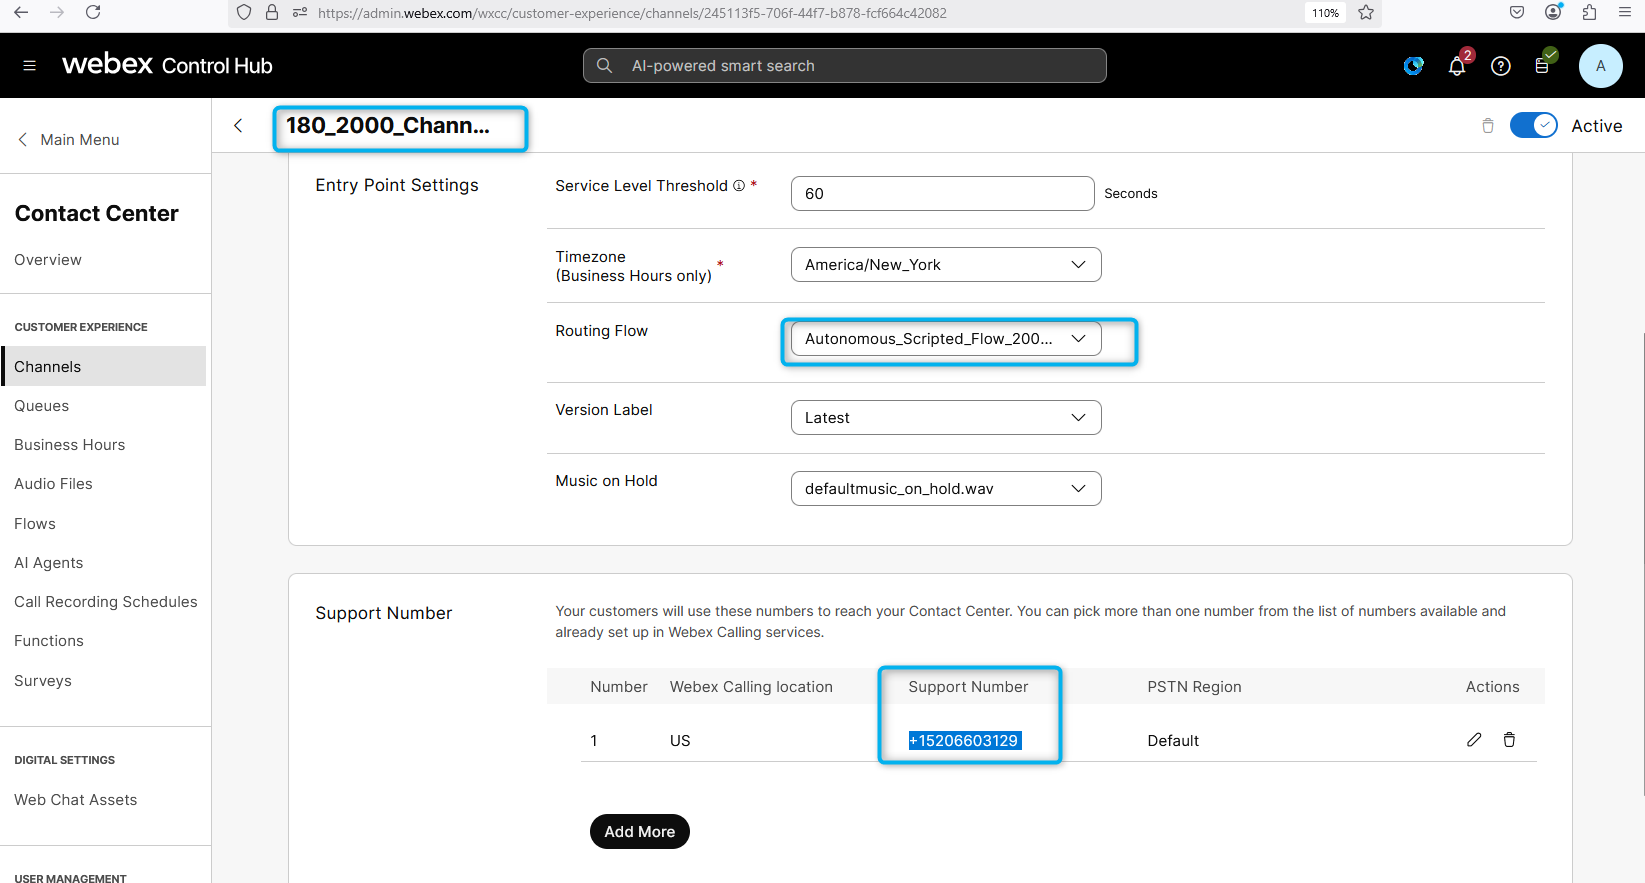 https://admin.webex.com/wxcc/customer-experience/channels/245113f5-706f-44f7-b878-fcf664c42082
110%
webex Control Hub
AI-powered smart search
2
A
Main Menu
180_2000_Chann...
Active
Contact Center
Overview
CUSTOMER EXPERIENCE
Channels
Queues
Business Hours
Audio Files
Flows
AI Agents
Call Recording Schedules
Functions
Surveys
DIGITAL SETTINGS
Web Chat Assets
USER MANAGEMENT
Entry Point Settings
Service Level Threshold *
60
Seconds
Timezone
(Business Hours only) *
America/New_York
Routing Flow
Autonomous_Scripted_Flow_200...
Version Label
Latest
Music on Hold
defaultmusic_on_hold.wav
Support Number
Your customers will use these numbers to reach your Contact Center. You can pick more than one number from the list of numbers available and
already set up in Webex Calling services.
Number Webex Calling location Support Number PSTN Region Actions
1 US +15206603129 Default
Add More